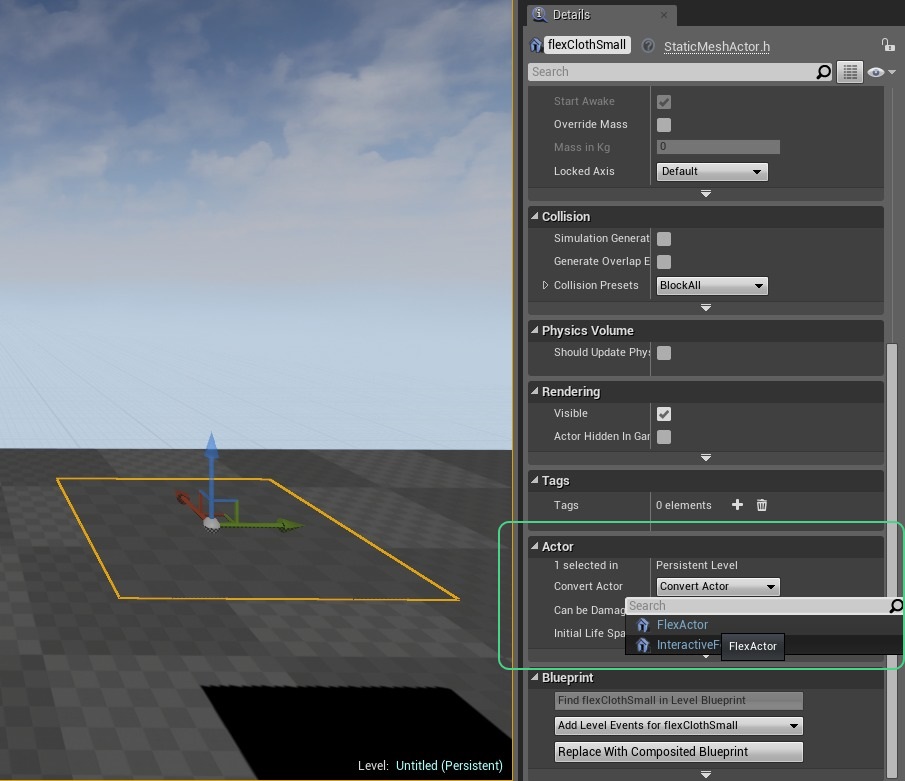 Details
flexClothSmall
StaticMeshActor.h
Search
Start Awake
Override Mass
Mass in Kg 0
Locked Axis Default
Collision
Simulation Generat
Generate Overlap E
Collision Presets BlockAll
Physics Volume
Should Update Phys
Rendering
Visible
Actor Hidden In Gar
Tags
Tags 0 elements
Actor
1 selected in Persistent Level
Convert Actor Convert Actor
Can be Damag Search
FlexActor
Initial Life Spa InteractiveF FlexActor
Blueprint
Find flexClothSmall in Level Blueprint
Add Level Events for flexClothSmall
Replace With Composited Blueprint
Level: Untitled (Persistent)